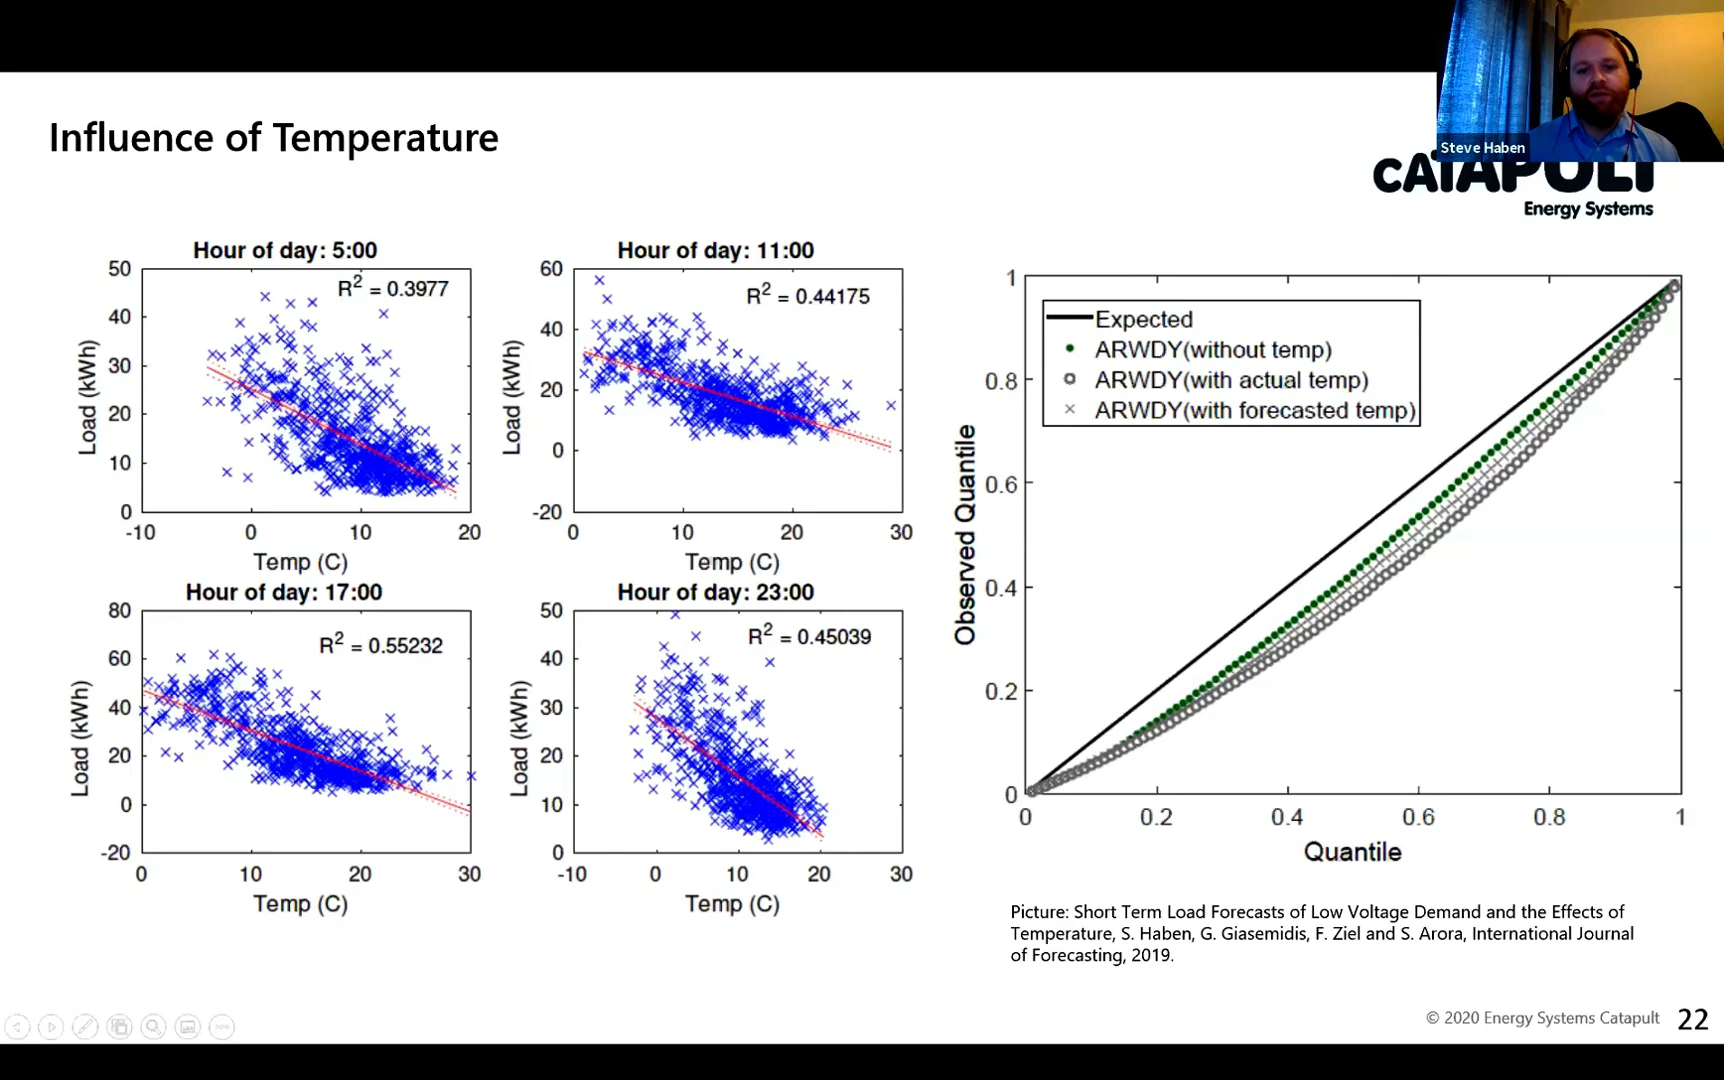 Steve Haben
Influence of Temperature
CATAPULT
Energy Systems
Hour of day: 5:00
R2 = 0.3977
50
40
30
20
10
0
Load (kWh)
-10 0 10 20
Temp (C)
Hour of day: 11:00
R2 = 0.44175
60
40
20
0
-20
Load (kWh)
0 10 20 30
Temp (C)
Hour of day: 17:00
R2 = 0.55232
80
60
40
20
0
-20
Load (kWh)
0 10 20 30
Temp (C)
Hour of day: 23:00
R2 = 0.45039
50
40
30
20
10
0
Load (kWh)
-10 0 10 20 30
Temp (C)
Expected
ARWDY(without temp)
ARWDY(with actual temp)
ARWDY(with forecasted temp)
1
0.8
0.6
0.4
0.2
0
Observed Quantile
0 0.2 0.4 0.6 0.8 1
Quantile
Picture: Short Term Load Forecasts of Low Voltage Demand and the Effects of
Temperature, S. Haben, G. Giasemidis, F. Ziel and S. Arora, International Journal
of Forecasting, 2019.
© 2020 Energy Systems Catapult 22